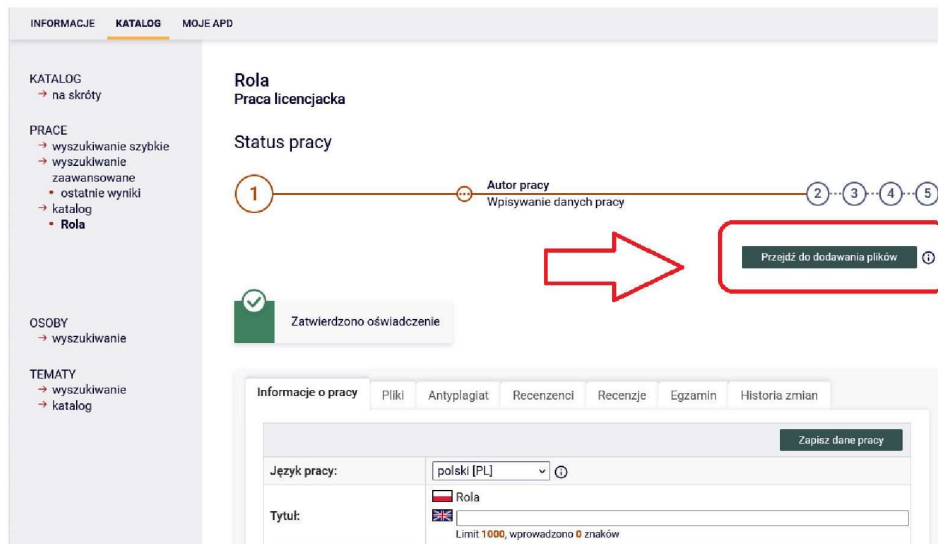 INFORMACJE KATALOG MOJE APD
KATALOG
→ na skróty
PRACE
→ wyszukiwanie szybkie
→ wyszukiwanie
zaawansowane
• ostatnie wyniki
→ katalog
• Rola
OSOBY
→ wyszukiwanie
TEMATY
→ wyszukiwanie
→ katalog
Rola
Praca licencjacka
Status pracy
1
Autor pracy
Wpisywanie danych pracy
2 3 4 5
Przejdź do dodawania plików
Zatwierdzono oświadczenie
Informacje o pracy Pliki Antyplagiat Recenzenci Recenzje Egzamin Historia zmian
Zapisz dane pracy
Język pracy: polski [PL]
Tytuł:
Rola
Limit 1000, wprowadzono 0 znaków